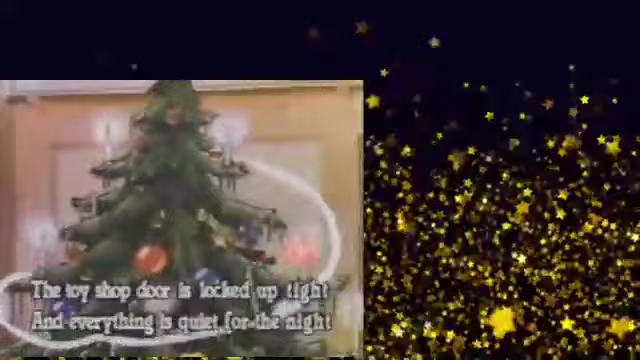 The toy shop door is locked up tight
And everything is quiet for the night